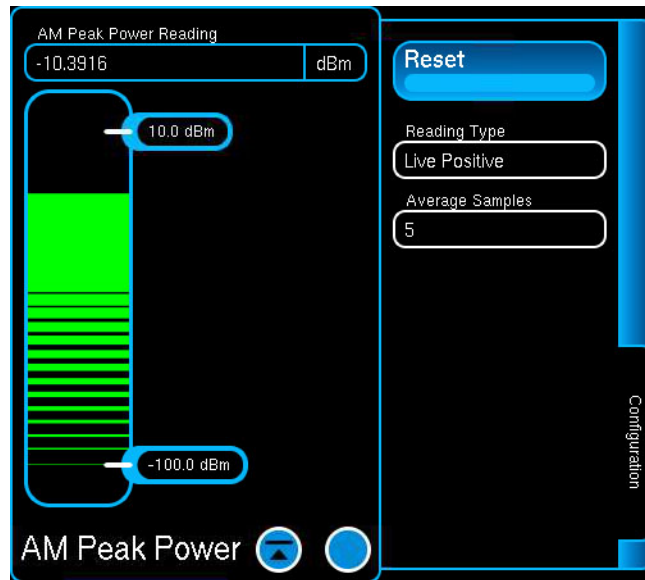 AM Peak Power Reading
-10.3916 dBm
10.0 dBm
-100.0 dBm
AM Peak Power
Reset
Reading Type
Live Positive
Average Samples
5
Configuration